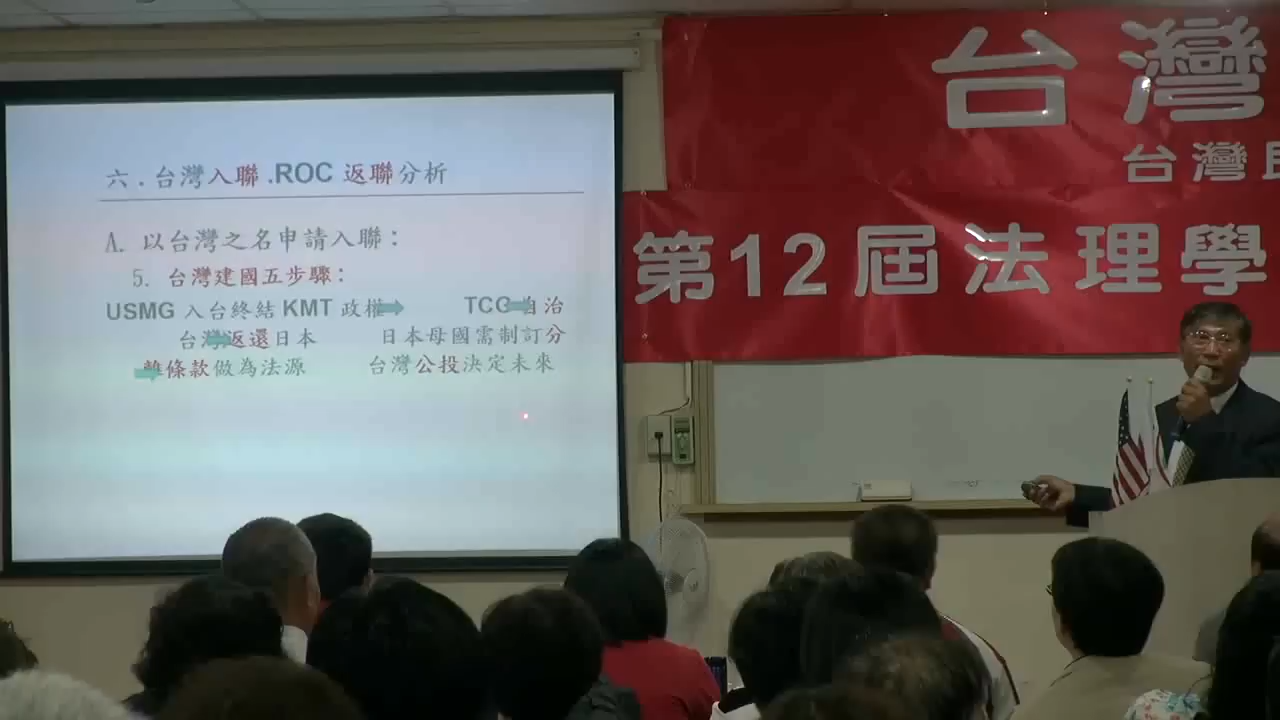 六.台灣入聯.ROC 返聯分析
A. 以台灣之名申請入聯：
5. 台灣建國五步驟：
USMG 入台終結 KMT 政權 TCG 自治
台灣返還日本 日本母國需制訂分
離條款做為法源 台灣公投決定未來
台灣
台灣民
第12屆法理學